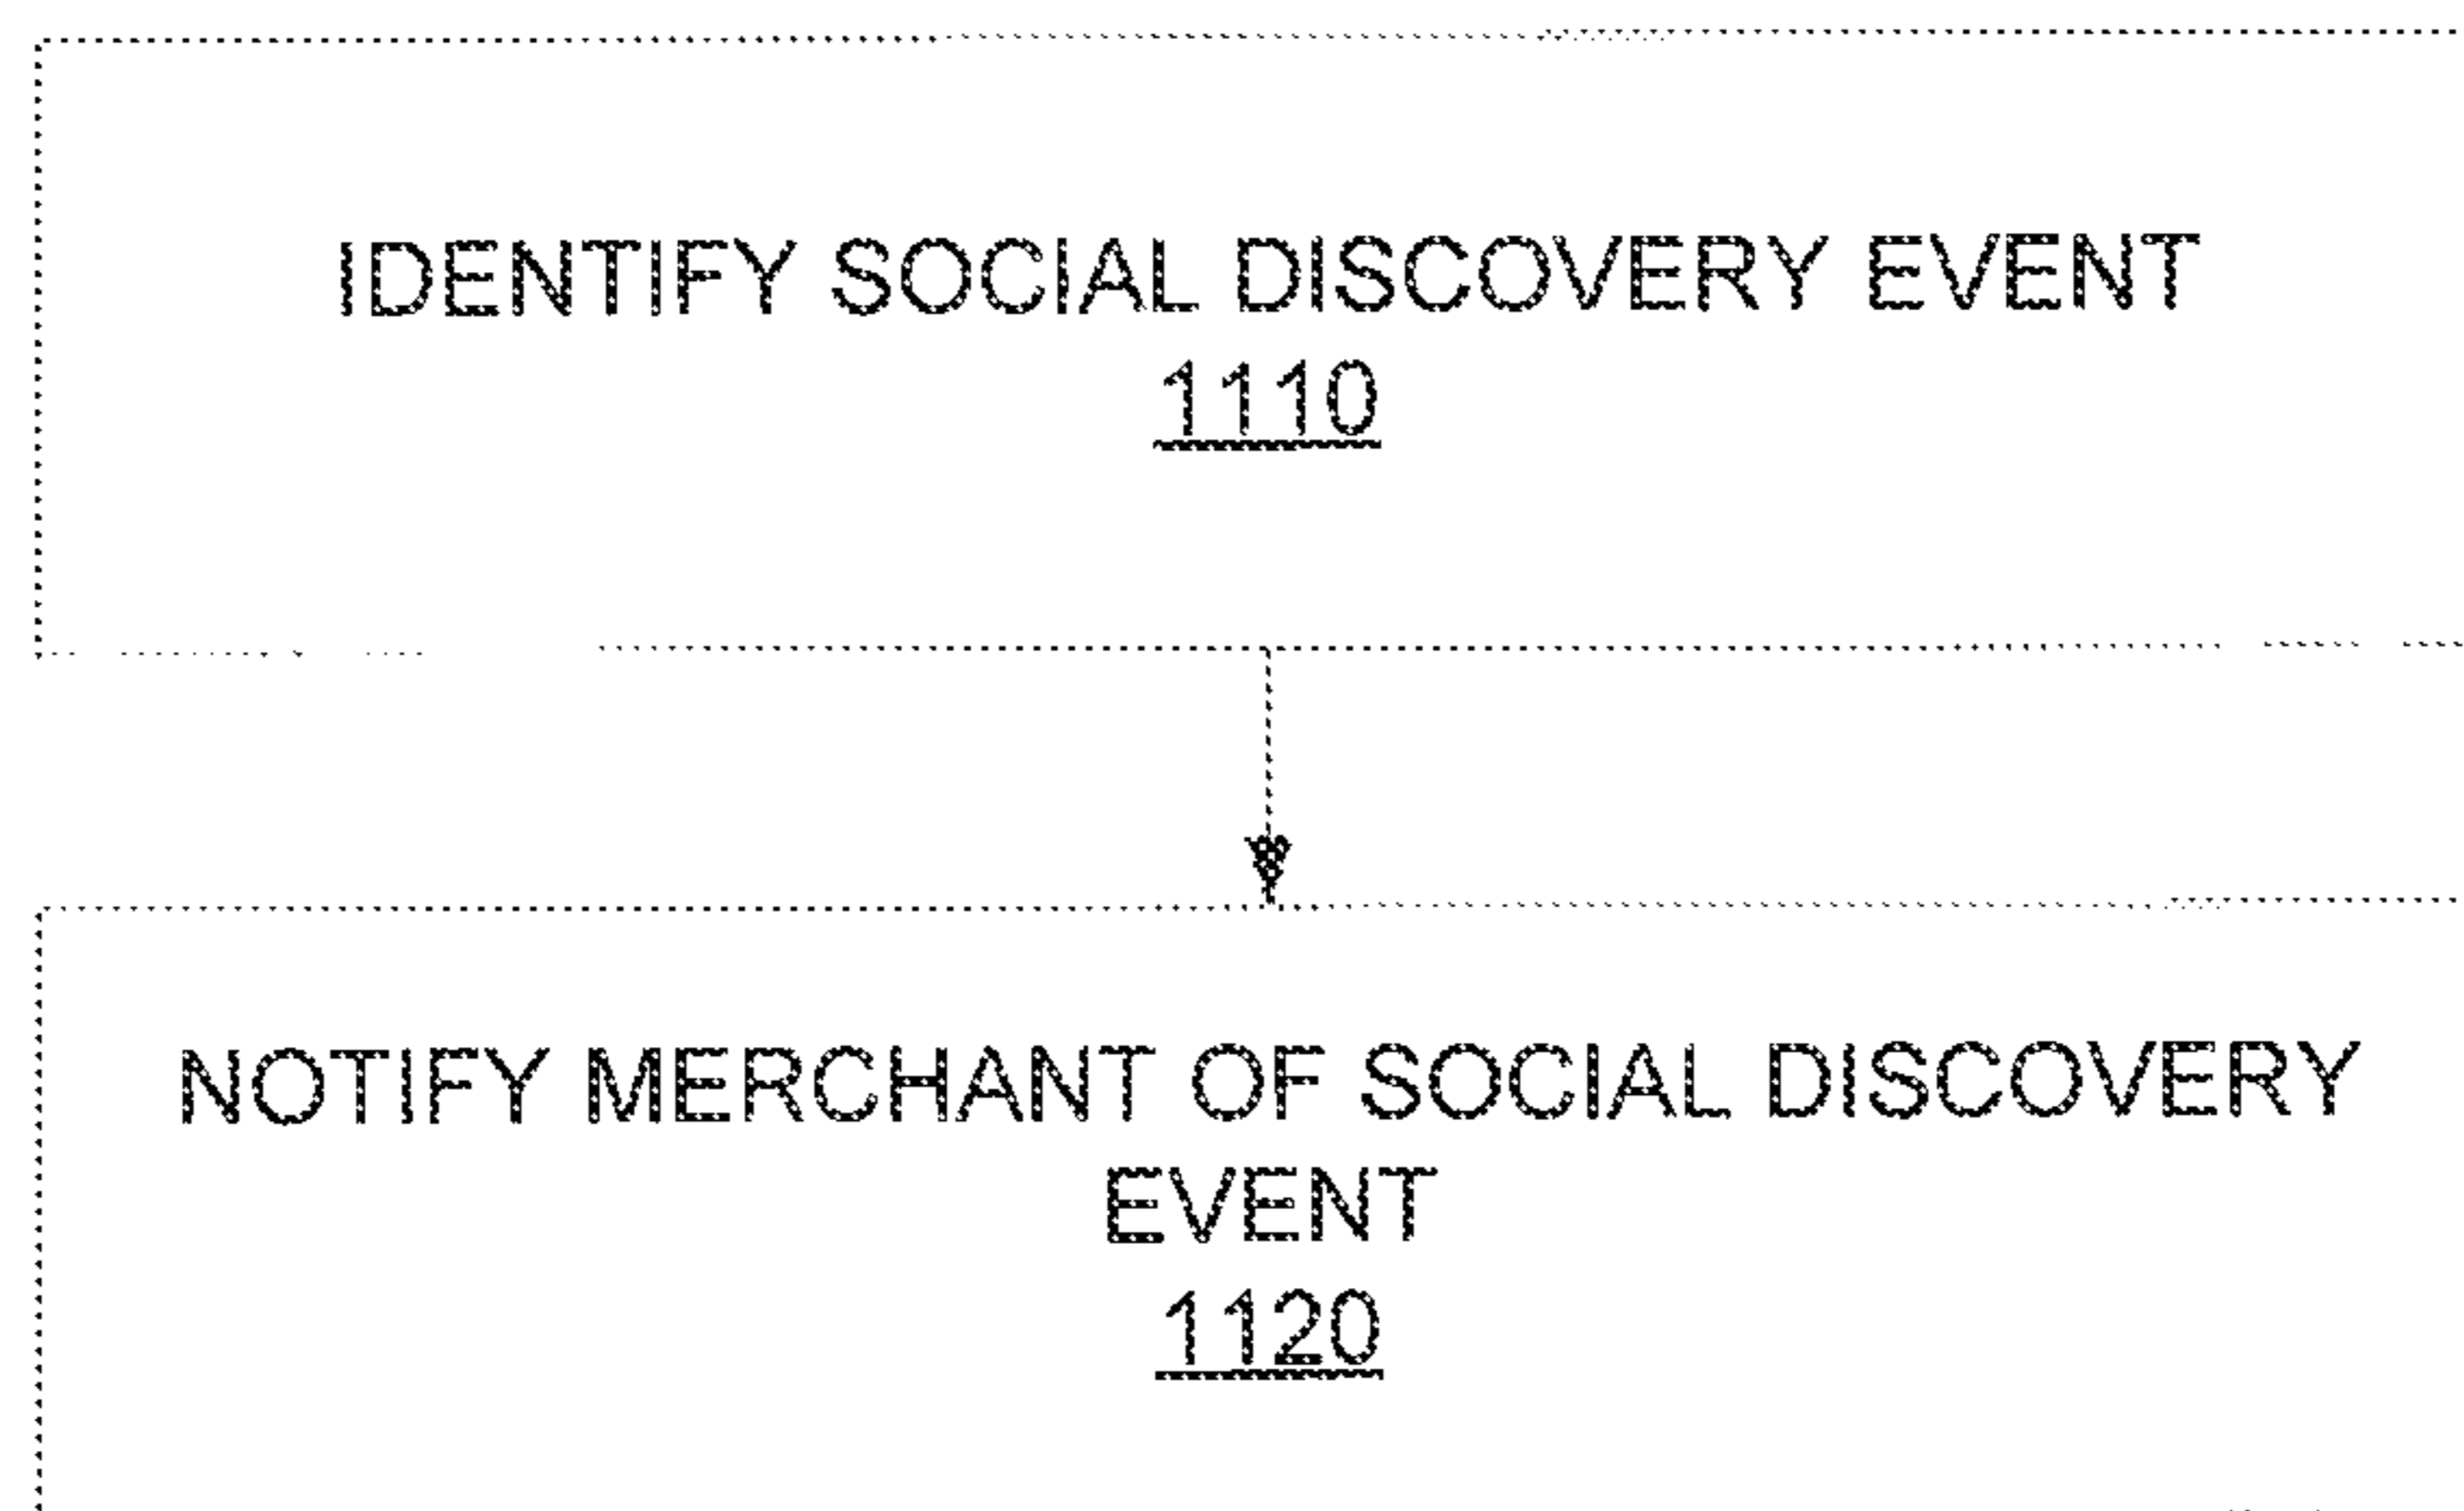 IDENTIFY SOCIAL DISCOVERY EVENT
1110
NOTIFY MERCHANT OF SOCIAL DISCOVERY
EVENT
1120